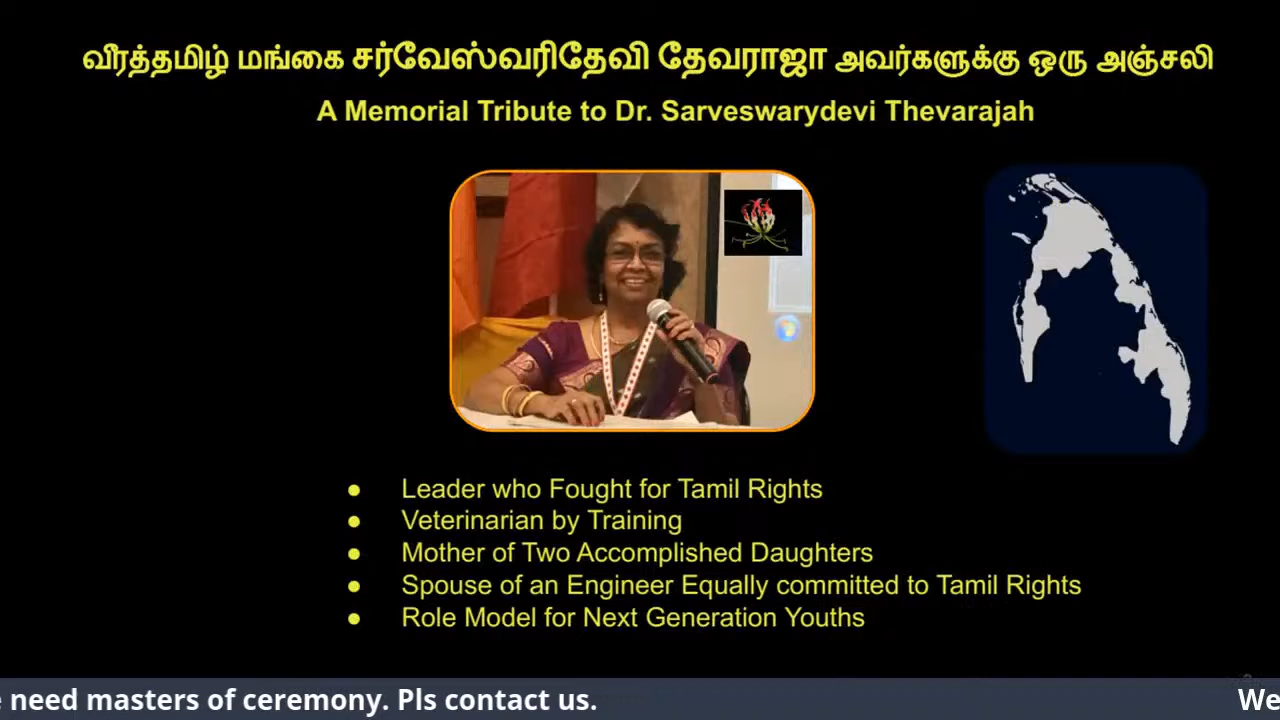 வீரத்தமிழ் மங்கை சர்வேஸ்வரிதேவி தேவராஜா அவர்களுக்கு ஒரு அஞ்சலி
A Memorial Tribute to Dr. Sarveswarydevi Thevarajah
● Leader who Fought for Tamil Rights
● Veterinarian by Training
● Mother of Two Accomplished Daughters
● Spouse of an Engineer Equally committed to Tamil Rights
● Role Model for Next Generation Youths
need masters of ceremony. Pls contact us. We